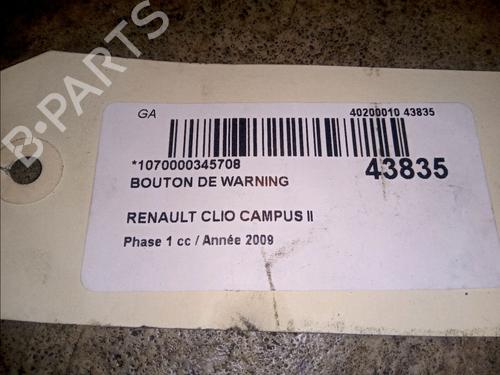 B-PARTS
GA 40200010 43835
*1070000345708 43835
BOUTON DE WARNING
RENAULT CLIO CAMPUS II
Phase 1 cc / Année 2009